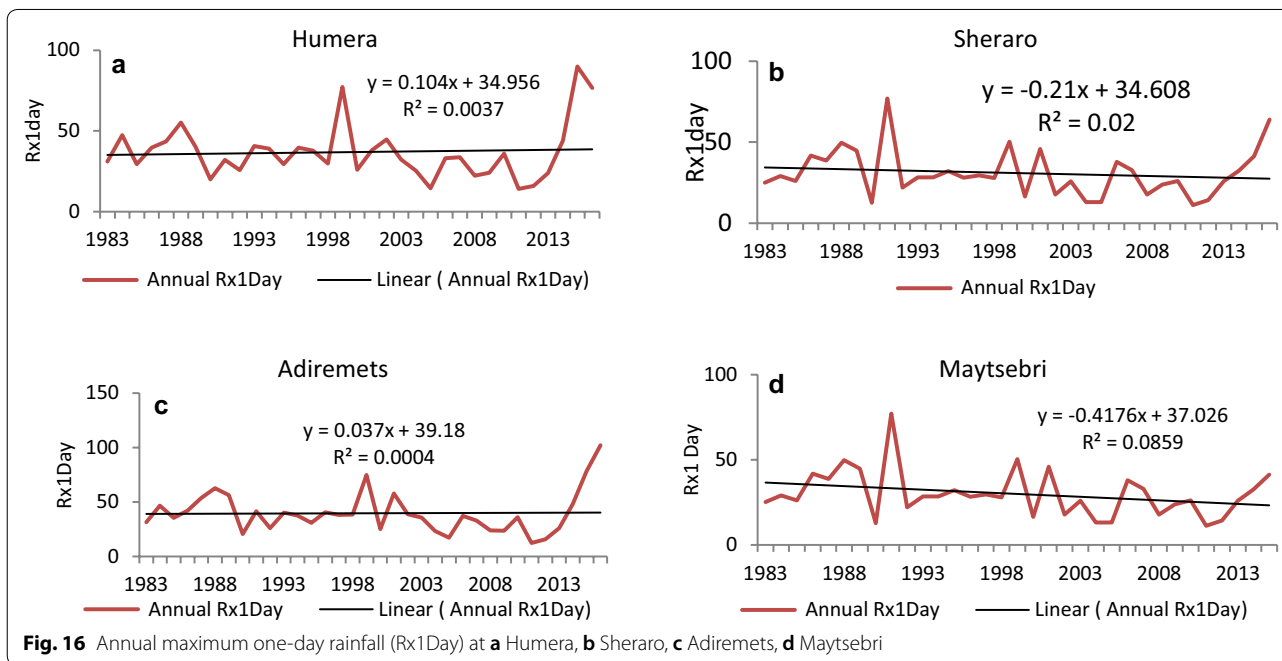 Humera
a
y = 0.104x + 34.956
R² = 0.0037
Rx1day
100
50
0
1983 1988 1993 1998 2003 2008 2013
Annual Rx1Day Linear ( Annual Rx1Day)
Sheraro
b
y = -0.21x + 34.608
R² = 0.02
Rx1day
100
50
0
1983 1988 1993 1998 2003 2008 2013
Annual Rx1Day
Adiremets
c
y = 0.037x + 39.18
R² = 0.0004
Rx1Day
150
100
50
0
1983 1988 1993 1998 2003 2008 2013
Annual Rx1Day Linear ( Annual Rx1Day)
Maytsebri
d
y = -0.4176x + 37.026
R² = 0.0859
Rx1 Day
100
50
0
1983 1988 1993 1998 2003 2008 2013
Annual Rx1Day Linear ( Annual Rx1Day)
Fig. 16 Annual maximum one-day rainfall (Rx1Day) at a Humera, b Sheraro, c Adiremets, d Maytsebri